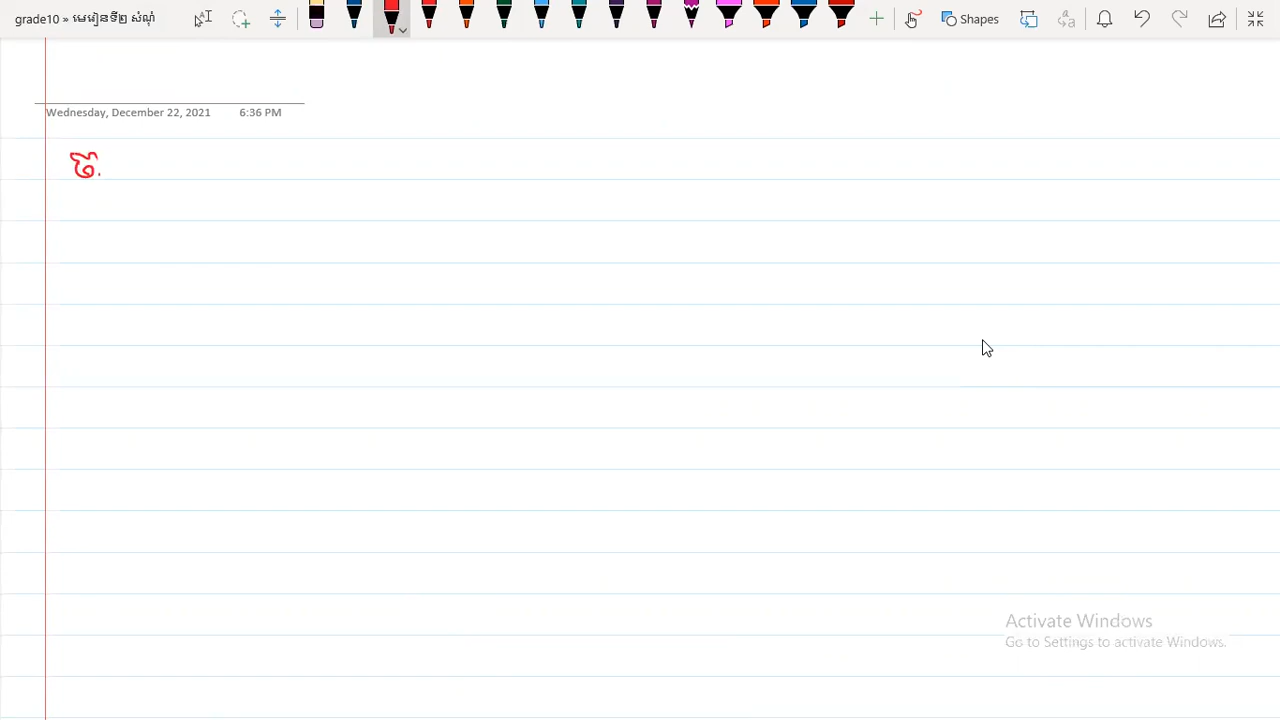 grade10 » មេរៀនទី២ សំណុំ
Shapes
Wednesday, December 22, 2021 6:36 PM
ច.
Activate Windows
Go to Settings to activate Windows.